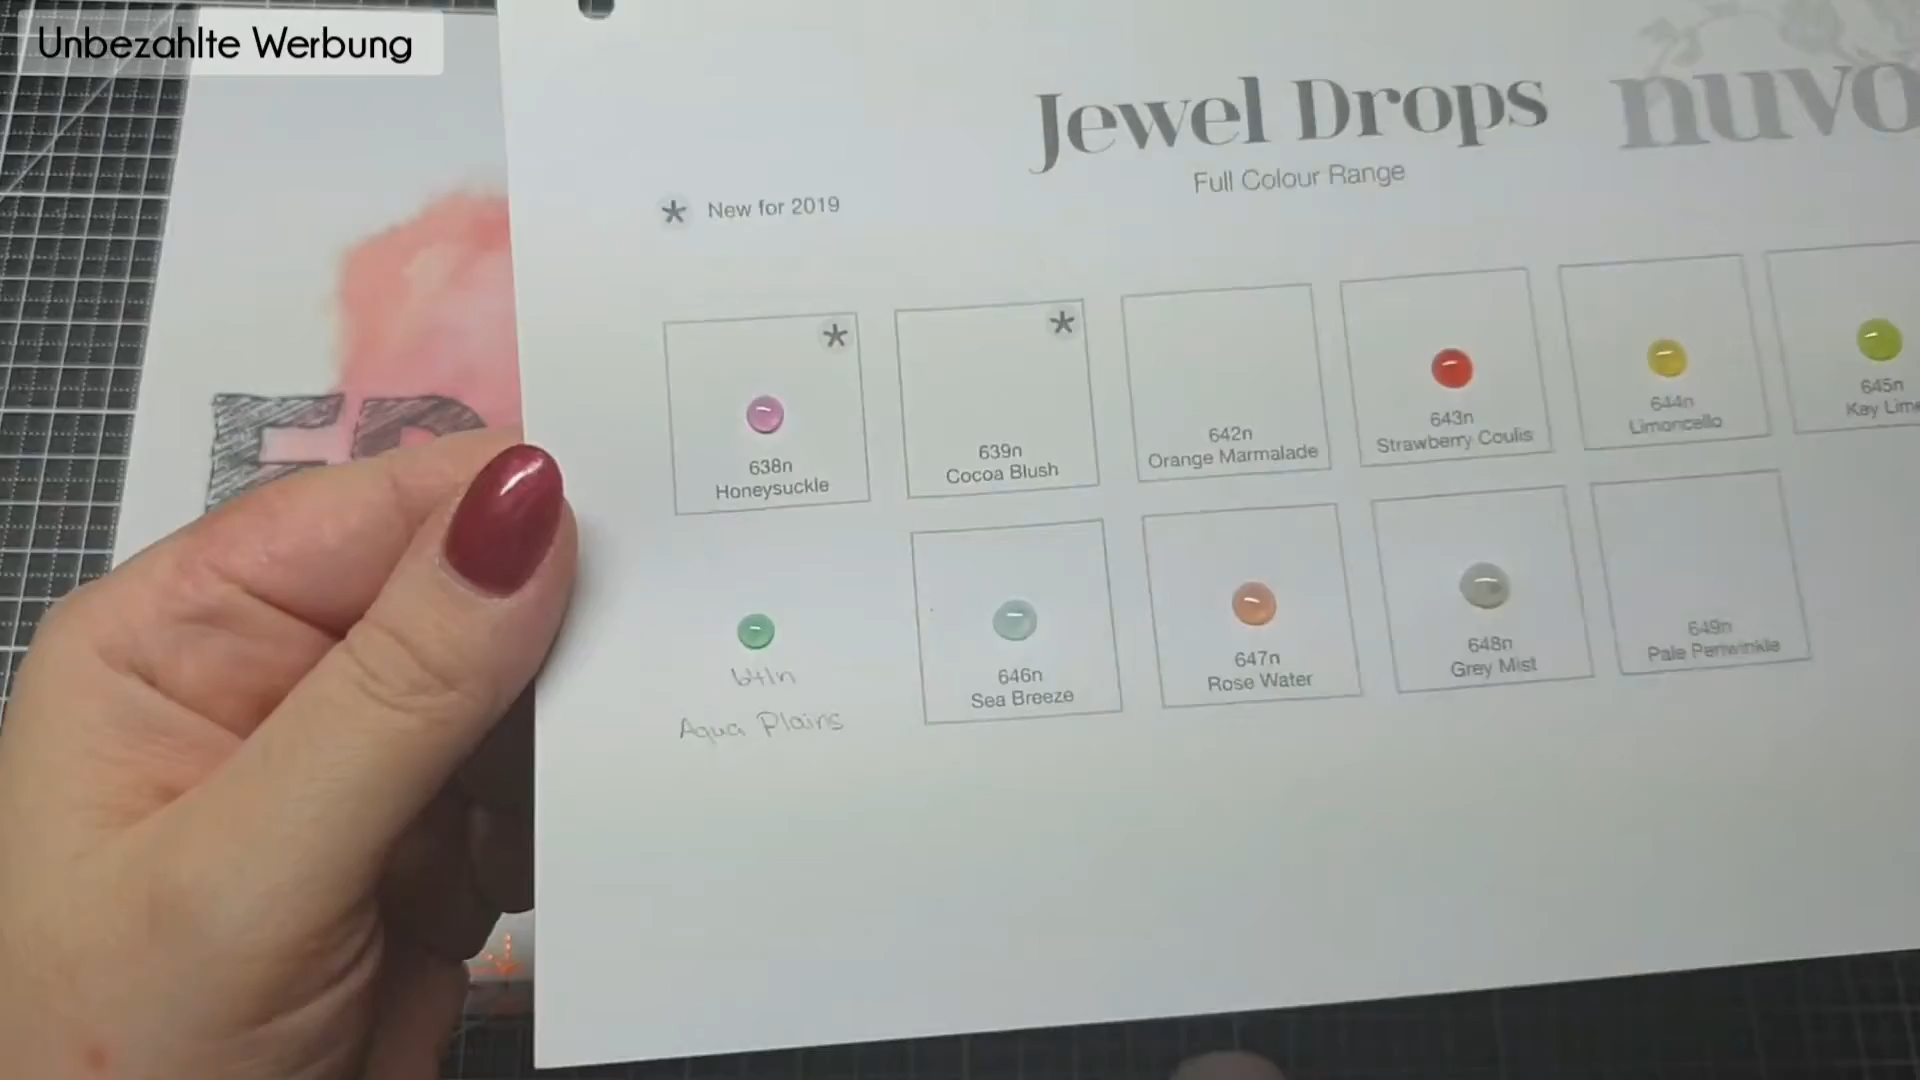 Unbezahlte Werbung
Jewel Drops
nuvo
Full Colour Range
* New for 2019
*
638n
Honeysuckle
*
639n
Cocoa Blush
642n
Orange Marmalade
643n
Strawberry Coulis
644n
Limoncello
645n
Key Lime
641n
Aqua Plains
646n
Sea Breeze
647n
Rose Water
648n
Grey Mist
649n
Pale Periwinkle